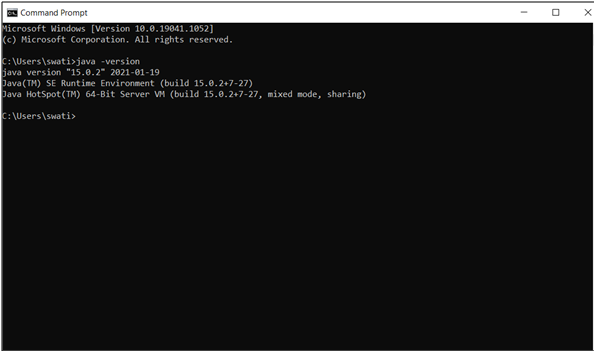 Command Prompt
Microsoft Windows [Version 10.0.19041.1052]
(c) Microsoft Corporation. All rights reserved.
C:\Users\swati>java -version
java version "15.0.2" 2021-01-19
Java(TM) SE Runtime Environment (build 15.0.2+7-27)
Java HotSpot(TM) 64-Bit Server VM (build 15.0.2+7-27, mixed mode, sharing)
C:\Users\swati>